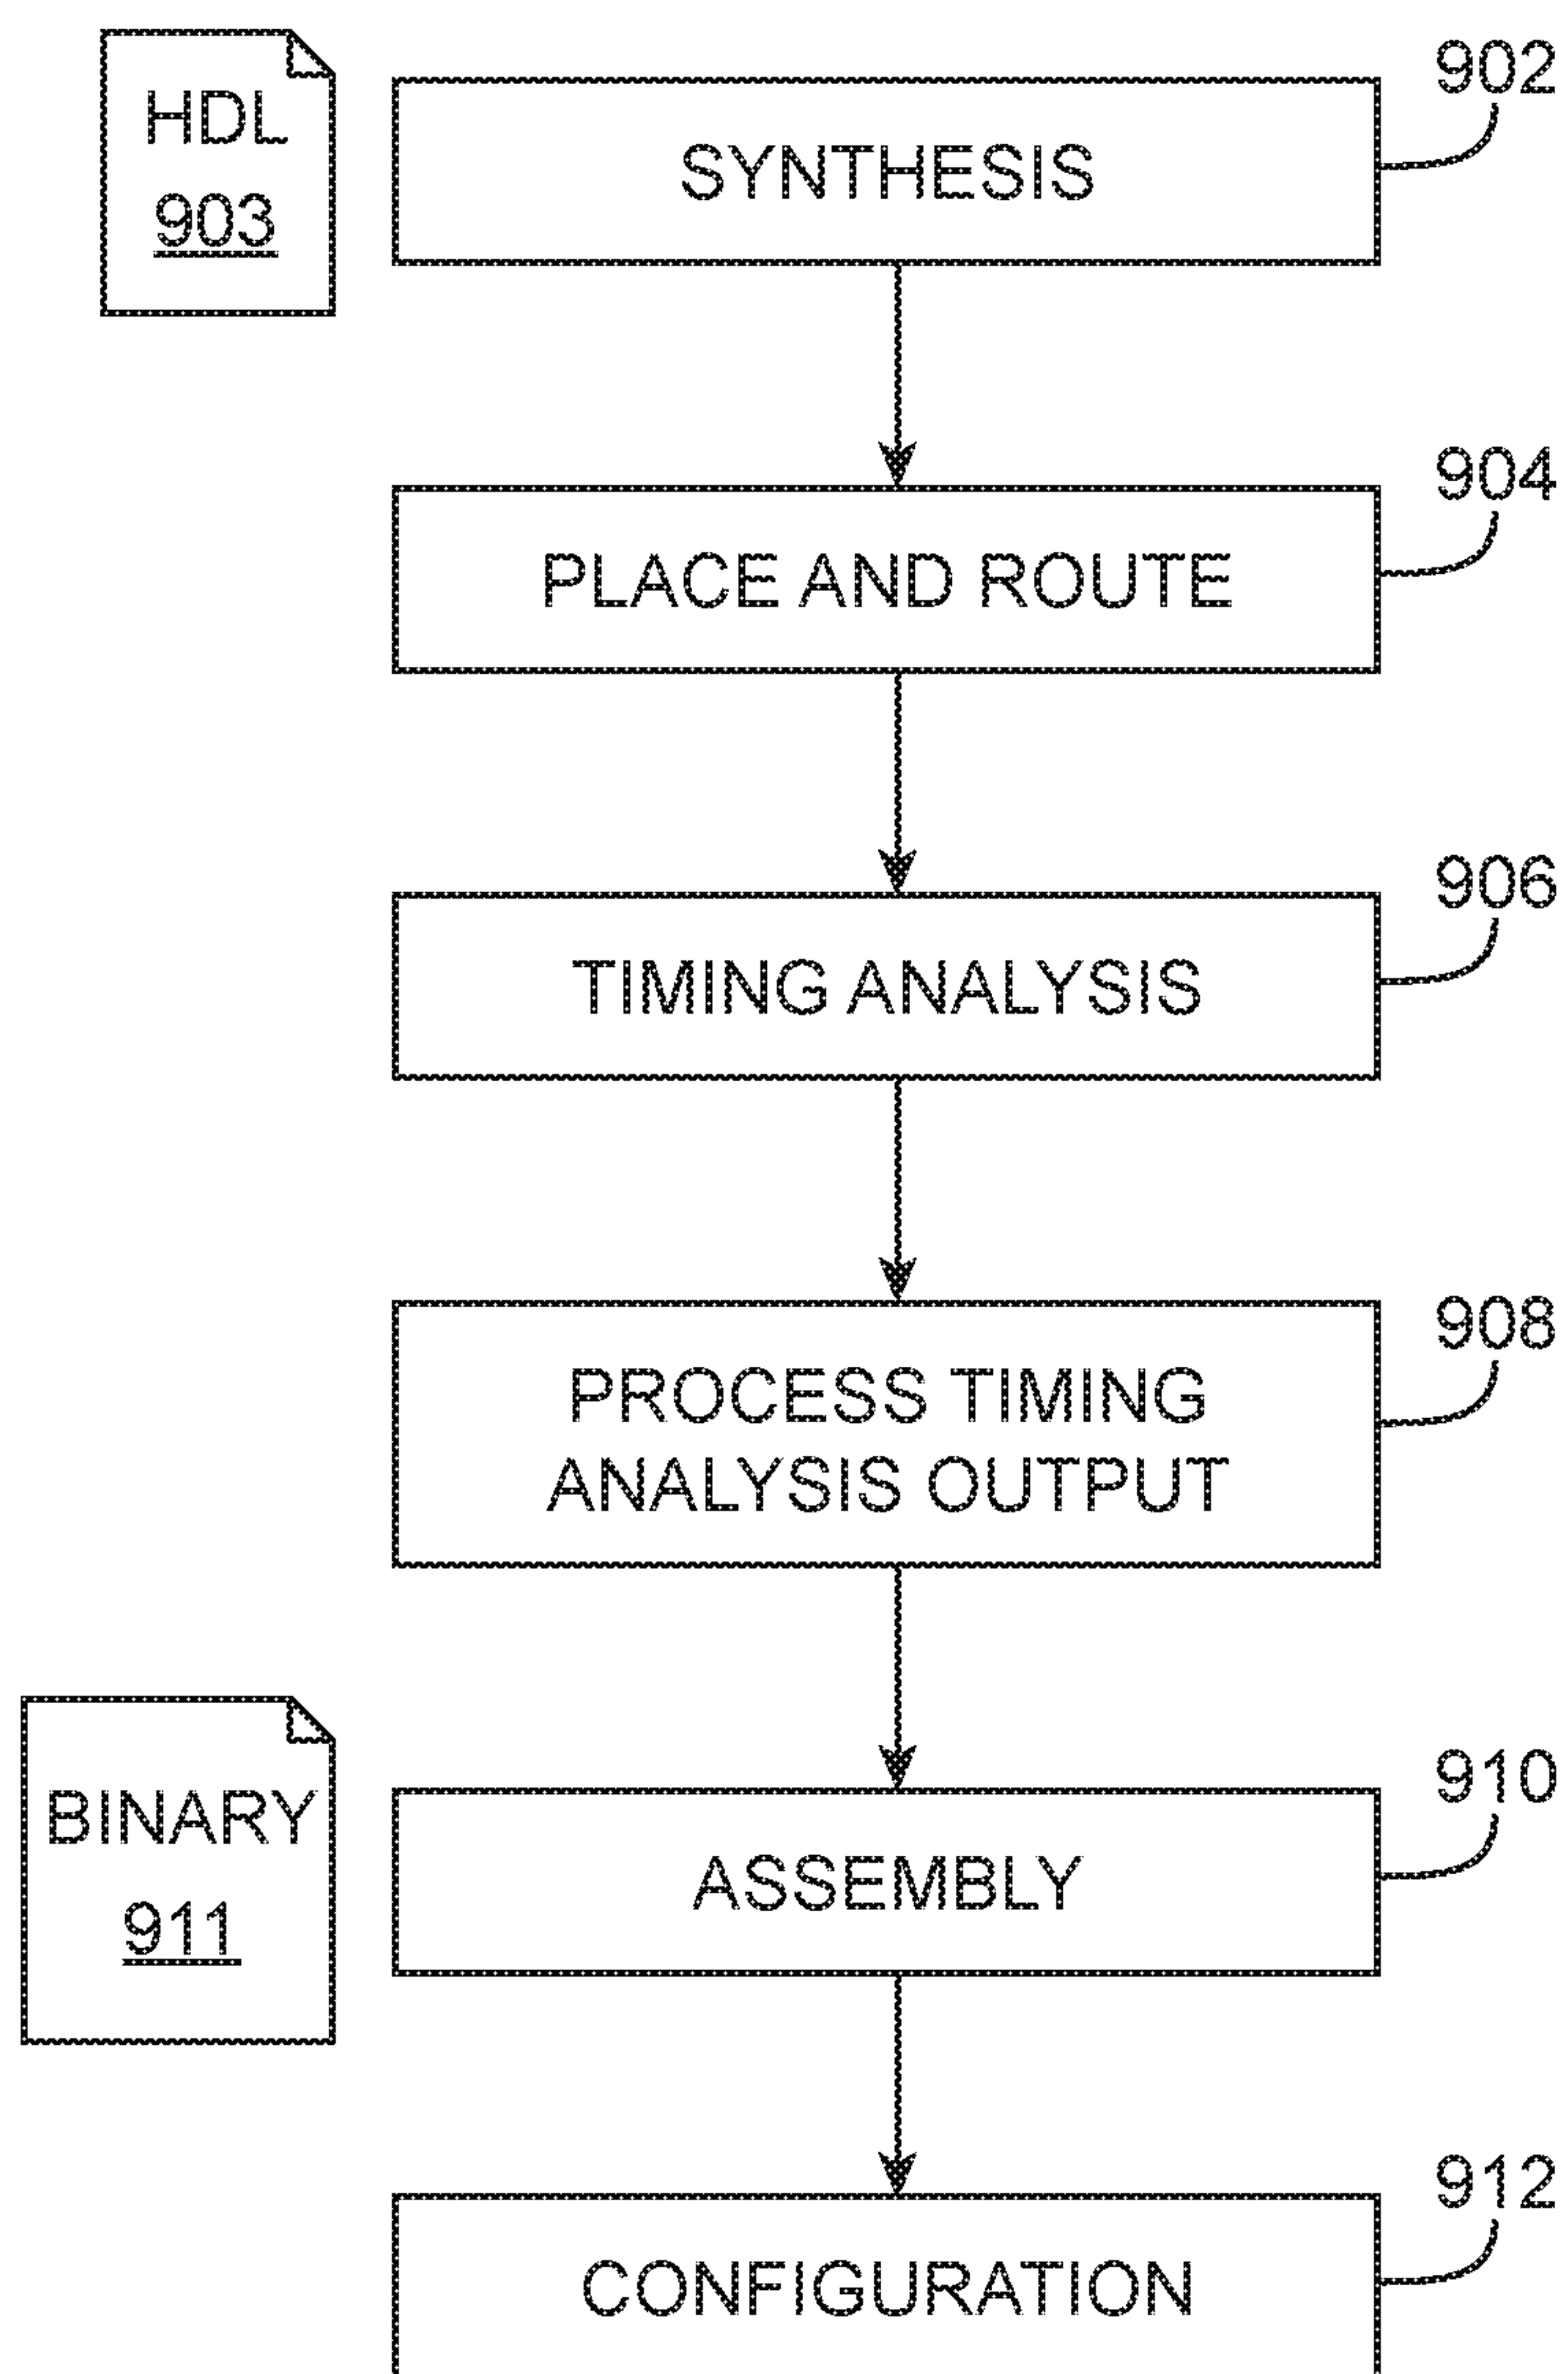 HDL
903
SYNTHESIS
902
PLACE AND ROUTE
904
TIMING ANALYSIS
906
PROCESS TIMING
ANALYSIS OUTPUT
908
BINARY
911
ASSEMBLY
910
CONFIGURATION
912